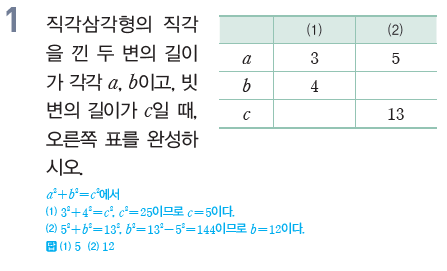 1
직각삼각형의 직각
을 낀 두 변의 길이
가 각각 a, b이고, 빗
변의 길이가 c일 때,
오른쪽 표를 완성하
시오.
(1) (2)
a 3 5
b 4
c 13
a²+b²=c²에서
(1) 3²+4²=c², c²=25이므로 c=5이다.
(2) 5²+b²=13², b²=13²-5²=144이므로 b=12이다.
답 (1) 5 (2) 12